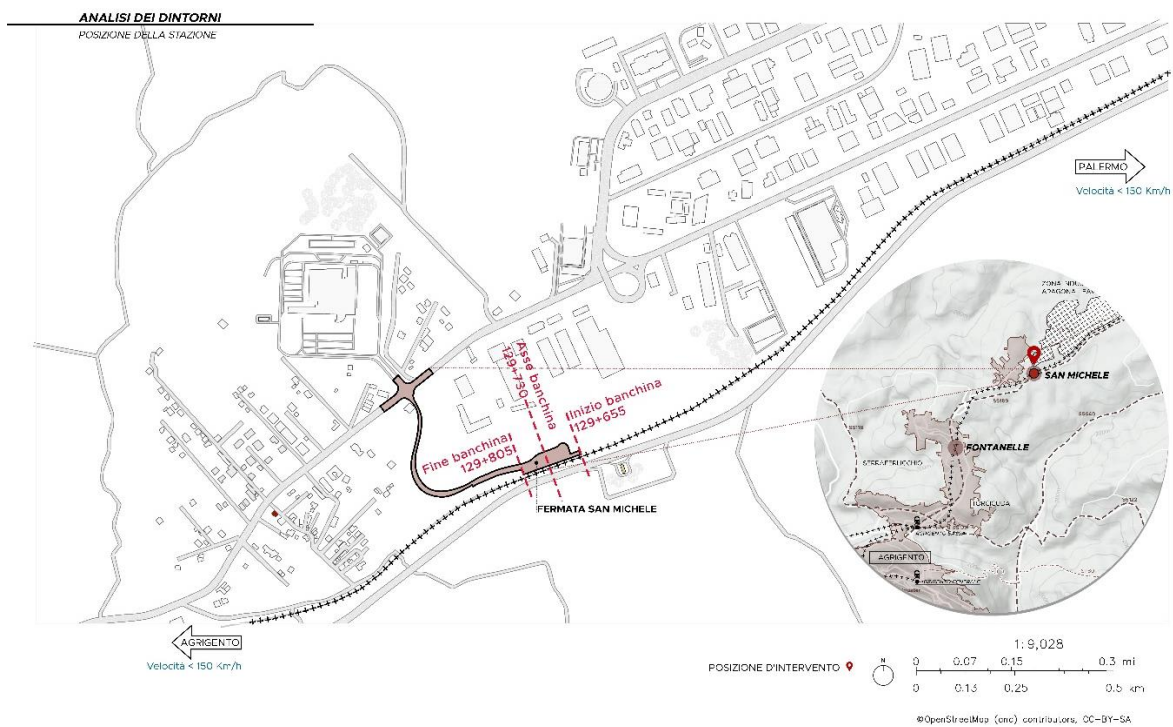 ANALISI DEI DINTORNI
POSIZIONE DELLA STAZIONE
PALERMO
Velocità < 150 Km/h
Asse banchina
129+730
Inizio banchina
129+655
Fine banchina
129+805
FERMATA SAN MICHELE
ZONA
SAN MICHELE
FONTANELLE
AGRIGENTO
AGRIGENTO
Velocità < 150 Km/h
POSIZIONE D'INTERVENTO
N
1:9,028
0 0.07 0.15 0.3 mi
0 0.13 0.25 0.5 km
©OpenStreetMap (and) contributors, CC-BY-SA